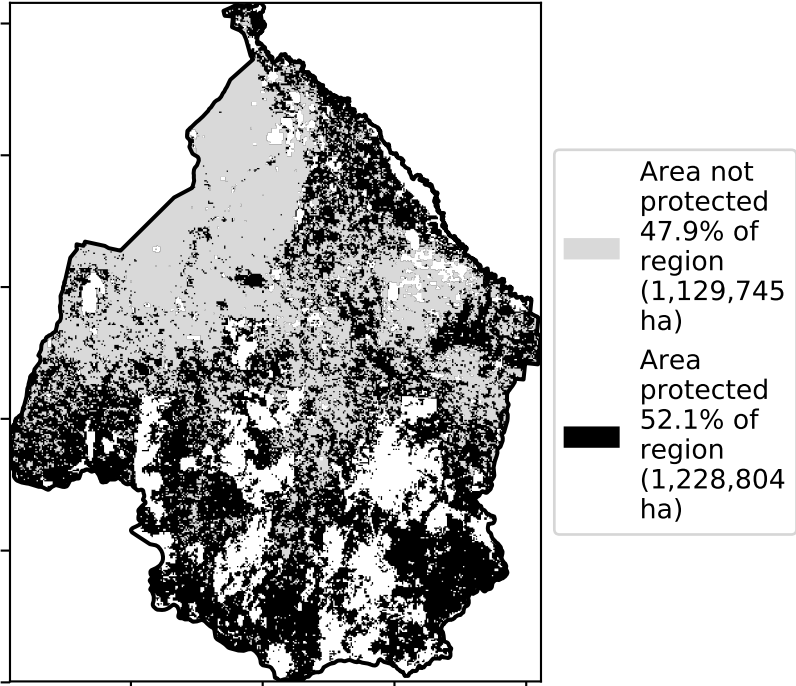 Area not
protected
47.9% of
region
(1,129,745
ha)
Area
protected
52.1% of
region
(1,228,804
ha)